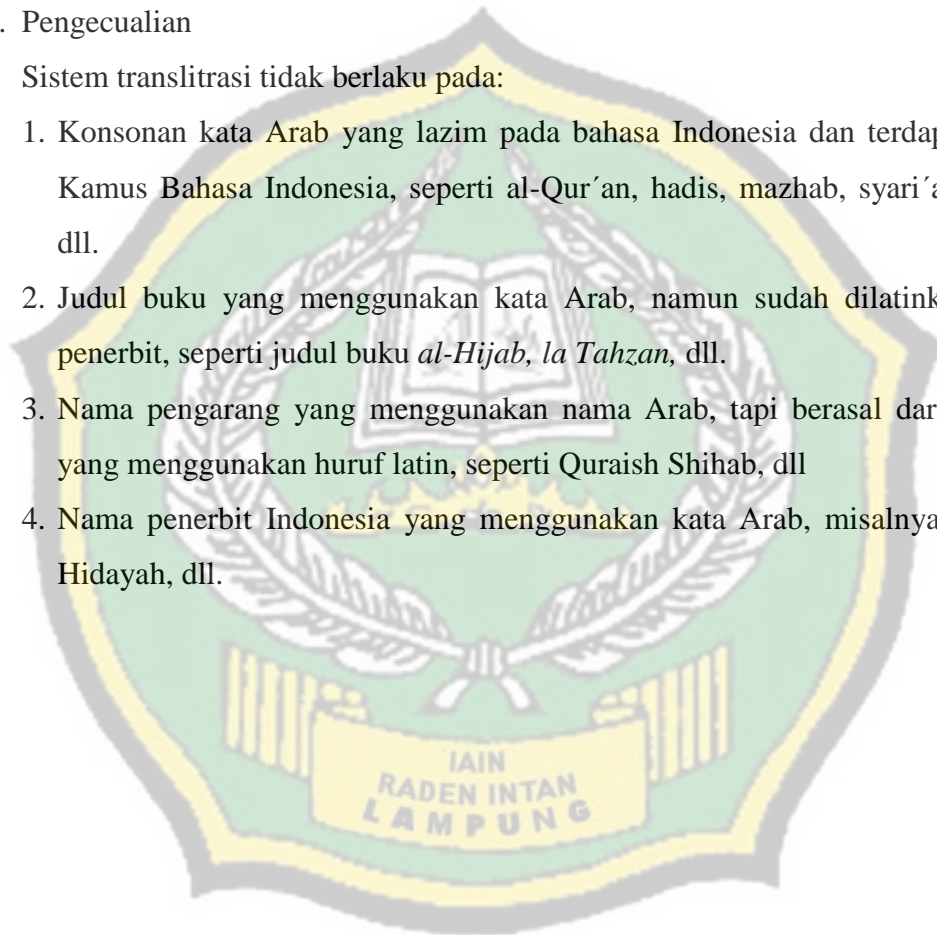 . Pengecualian
Sistem translitrasi tidak berlaku pada:
1. Konsonan kata Arab yang lazim pada bahasa Indonesia dan terdap
Kamus Bahasa Indonesia, seperti al-Qur´an, hadis, mazhab, syari´a
dll.
2. Judul buku yang menggunakan kata Arab, namun sudah dilatink
penerbit, seperti judul buku al-Hijab, la Tahzan, dll.
3. Nama pengarang yang menggunakan nama Arab, tapi berasal dar
yang menggunakan huruf latin, seperti Quraish Shihab, dll
4. Nama penerbit Indonesia yang menggunakan kata Arab, misalnya
Hidayah, dll.
IAIN
RADEN INTAN
LAMPUNG